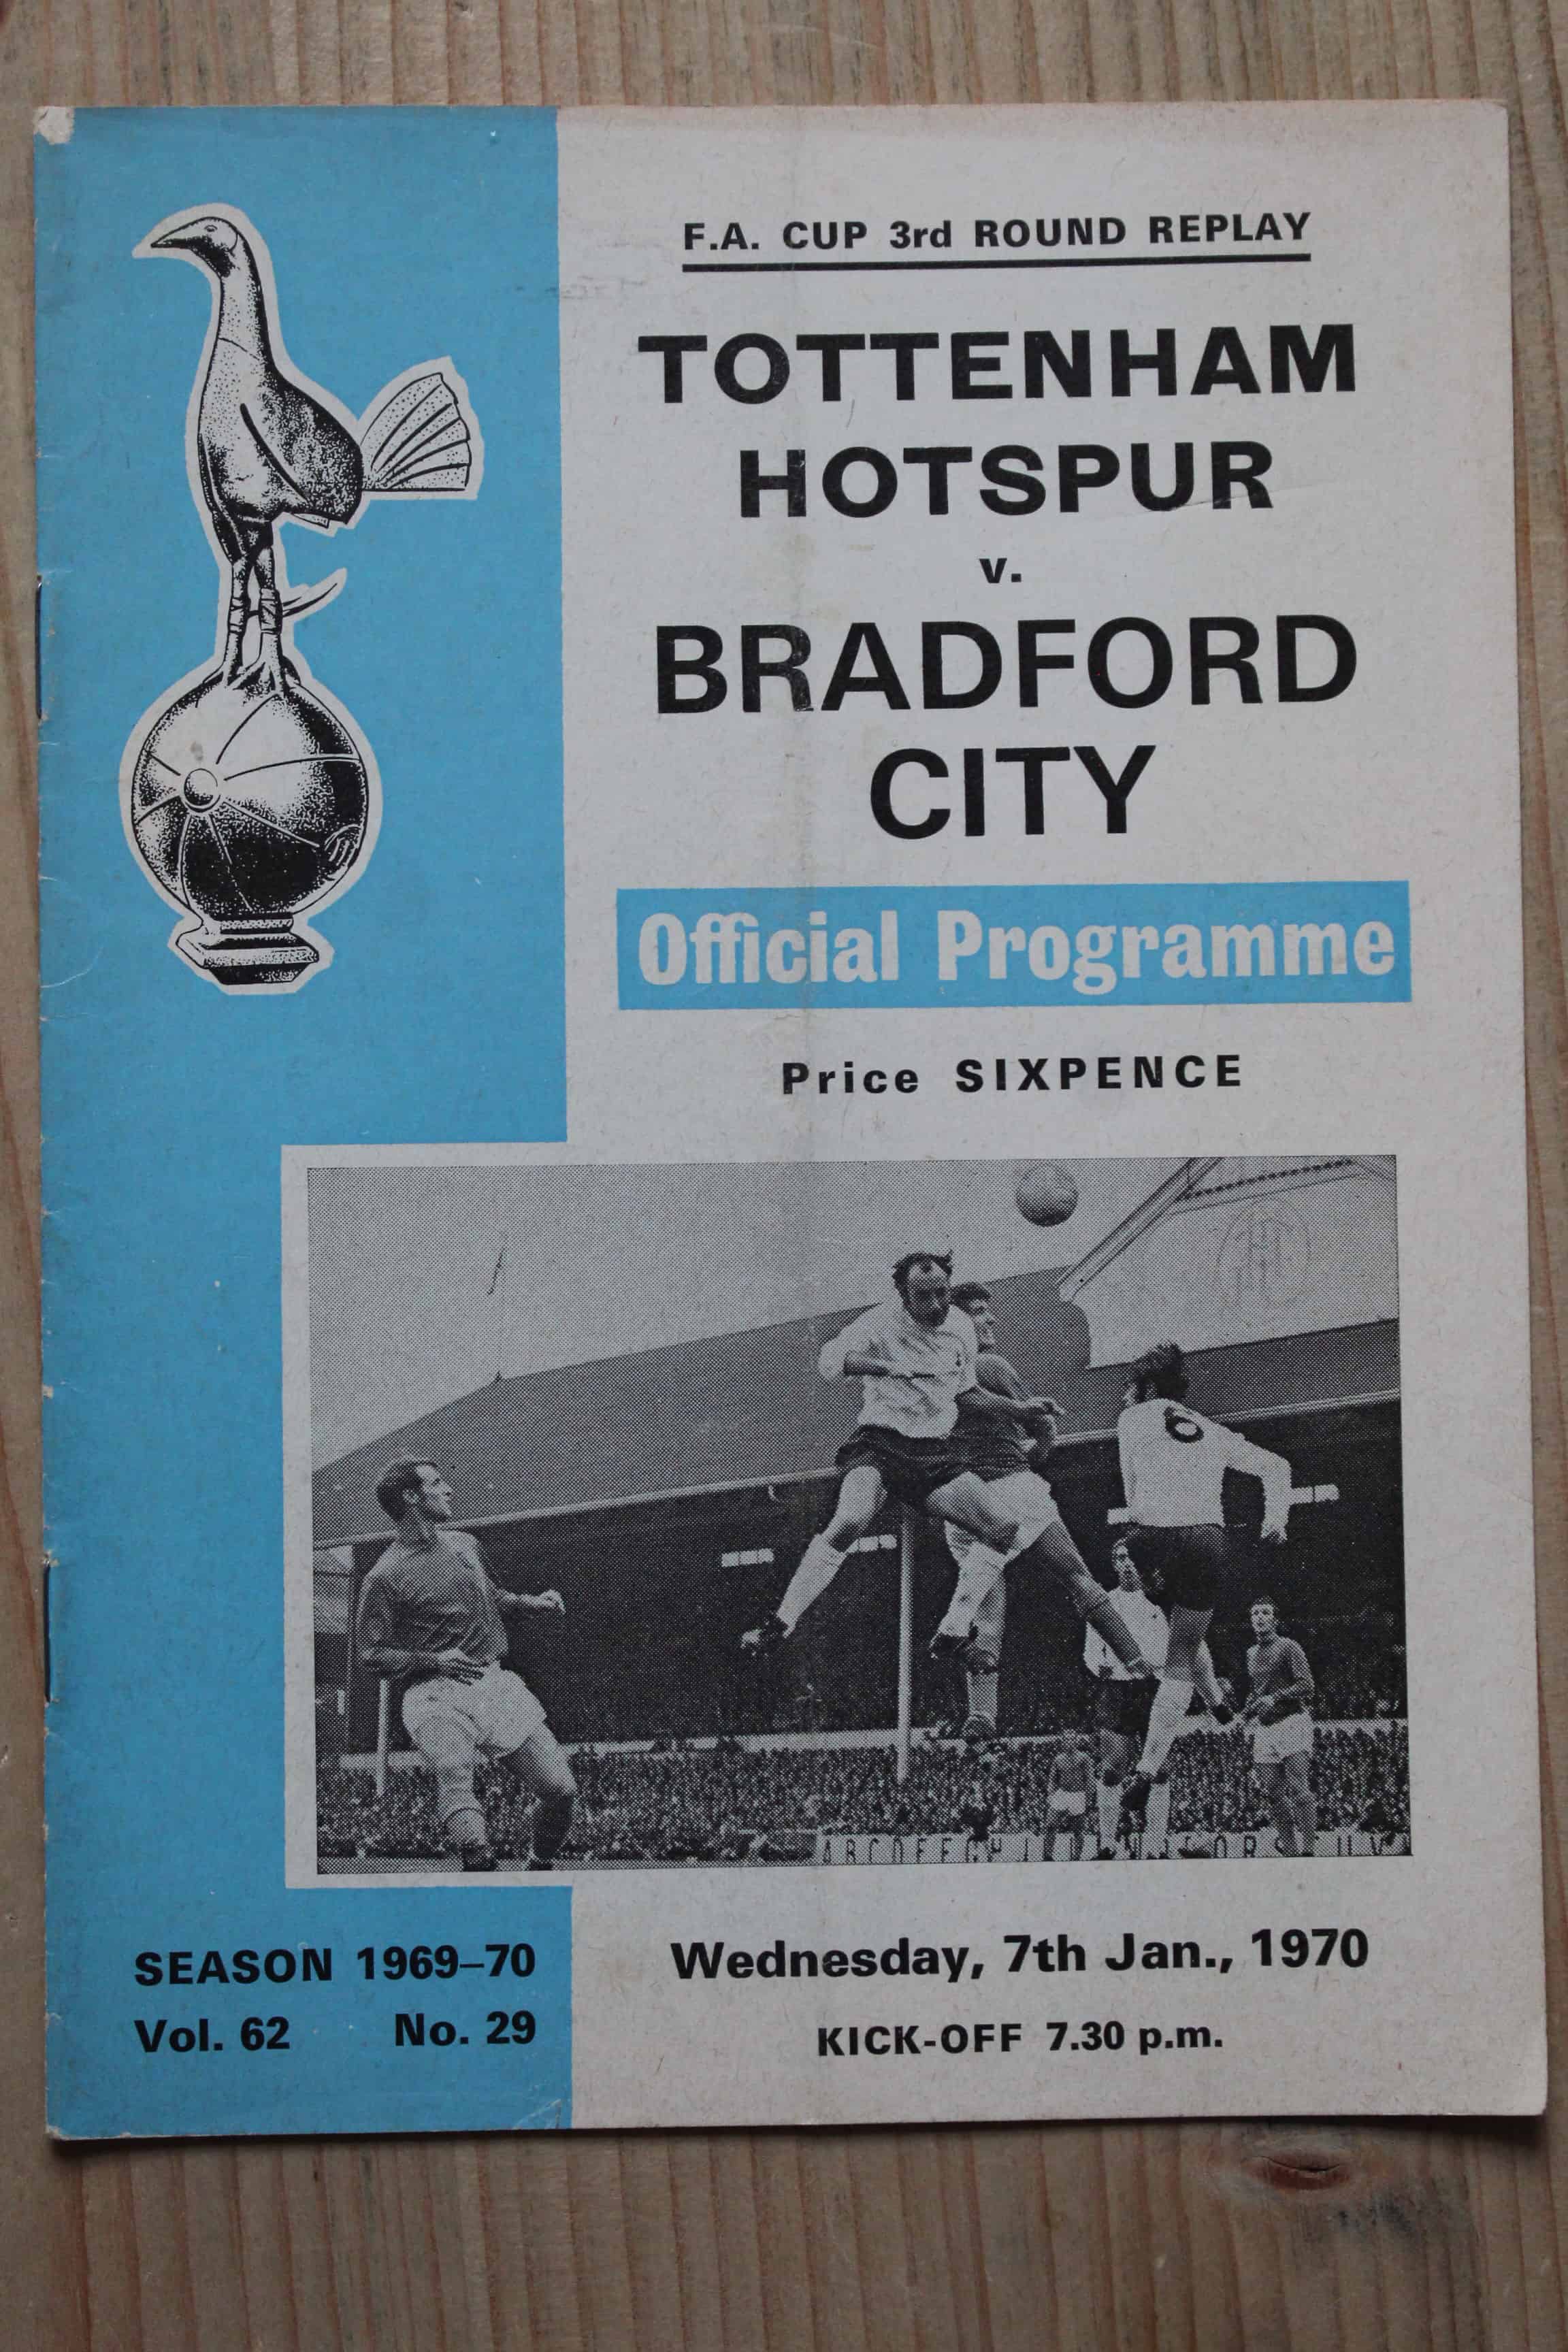 F.A. CUP 3rd ROUND REPLAY
TOTTENHAM
HOTSPUR
v.
BRADFORD
CITY
Official Programme
Price SIXPENCE
6
SEASON 1969–70
Vol. 62 No. 29
Wednesday, 7th Jan., 1970
KICK-OFF 7.30 p.m.